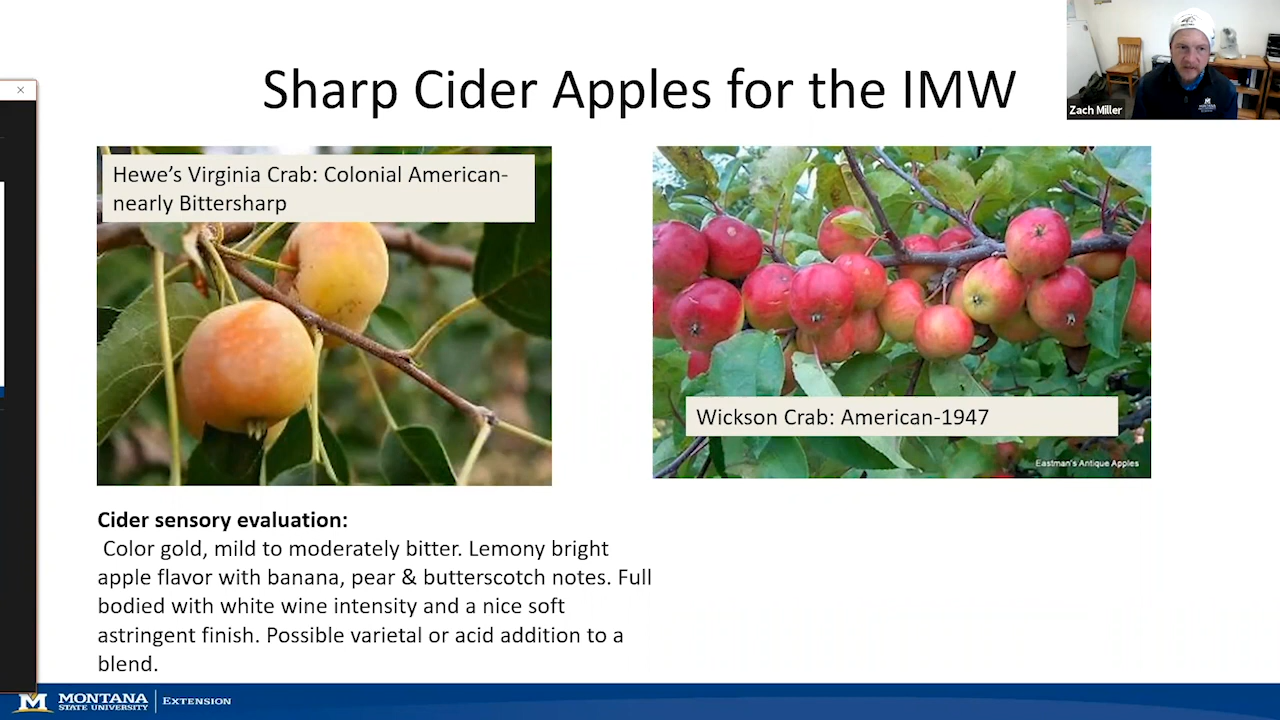 Sharp Cider Apples for the IMW
Zach Miller
Hewe's Virginia Crab: Colonial American-
nearly Bittersharp
Wickson Crab: American-1947
Eastman's Antique Apples
Cider sensory evaluation:
Color gold, mild to moderately bitter. Lemony bright
apple flavor with banana, pear & butterscotch notes. Full
bodied with white wine intensity and a nice soft
astringent finish. Possible varietal or acid addition to a
blend.
M MONTANA
STATE UNIVERSITY
EXTENSION